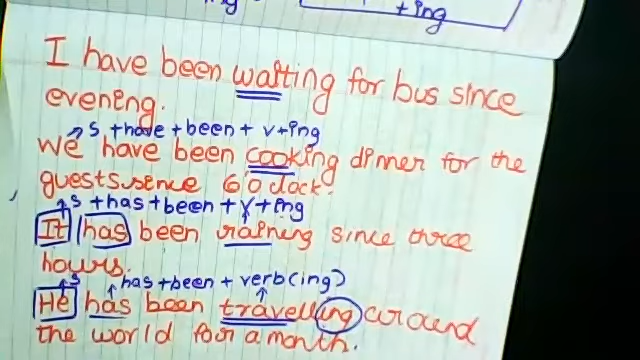 ng
+ing
I have been waiting for bus since
evening.
s +have +been + v+ing
We have been cooking dinner for the
guests.sence 6 o'clock.
s +has+been+v+ing
It has been raining since three
hours.
s has+been + verb(ing)
He has been travelling around
the world for a month.